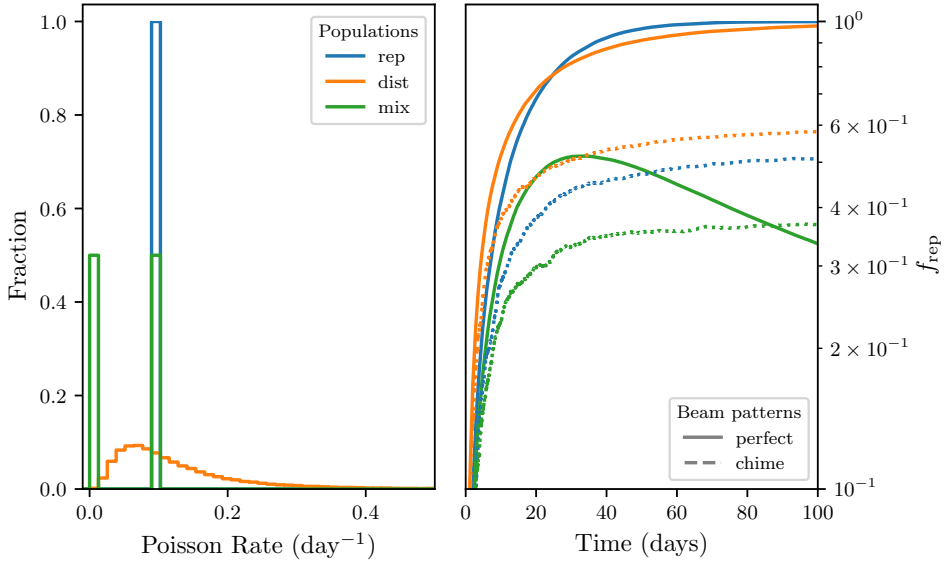 1.0
0.8
0.6
0.4
0.2
0.0
Fraction
0.0 0.2 0.4
Poisson Rate (day⁻¹)
Populations
rep
dist
mix
10⁰
6 × 10⁻¹
4 × 10⁻¹
3 × 10⁻¹
2 × 10⁻¹
10⁻¹
f_rep
0 20 40 60 80 100
Time (days)
Beam patterns
perfect
chime